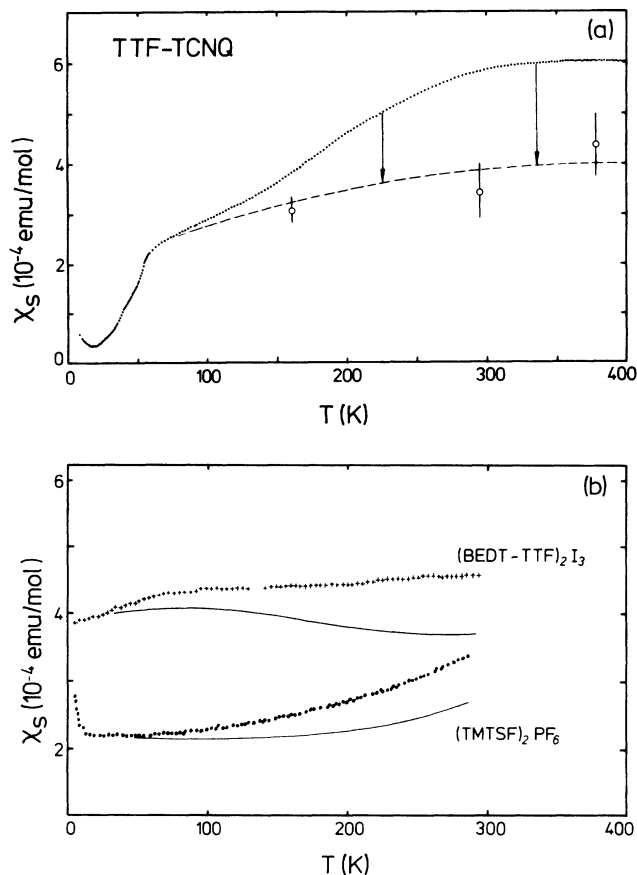 (a)
TTF-TCNQ
6
4
2
0
χS (10-4 emu/mol)
0 100 200 300 400
T (K)
(b)
6
4
2
χS (10-4 emu/mol)
(BEDT-TTF)2 I3
(TMTSF)2 PF6
0 100 200 300 400
T (K)